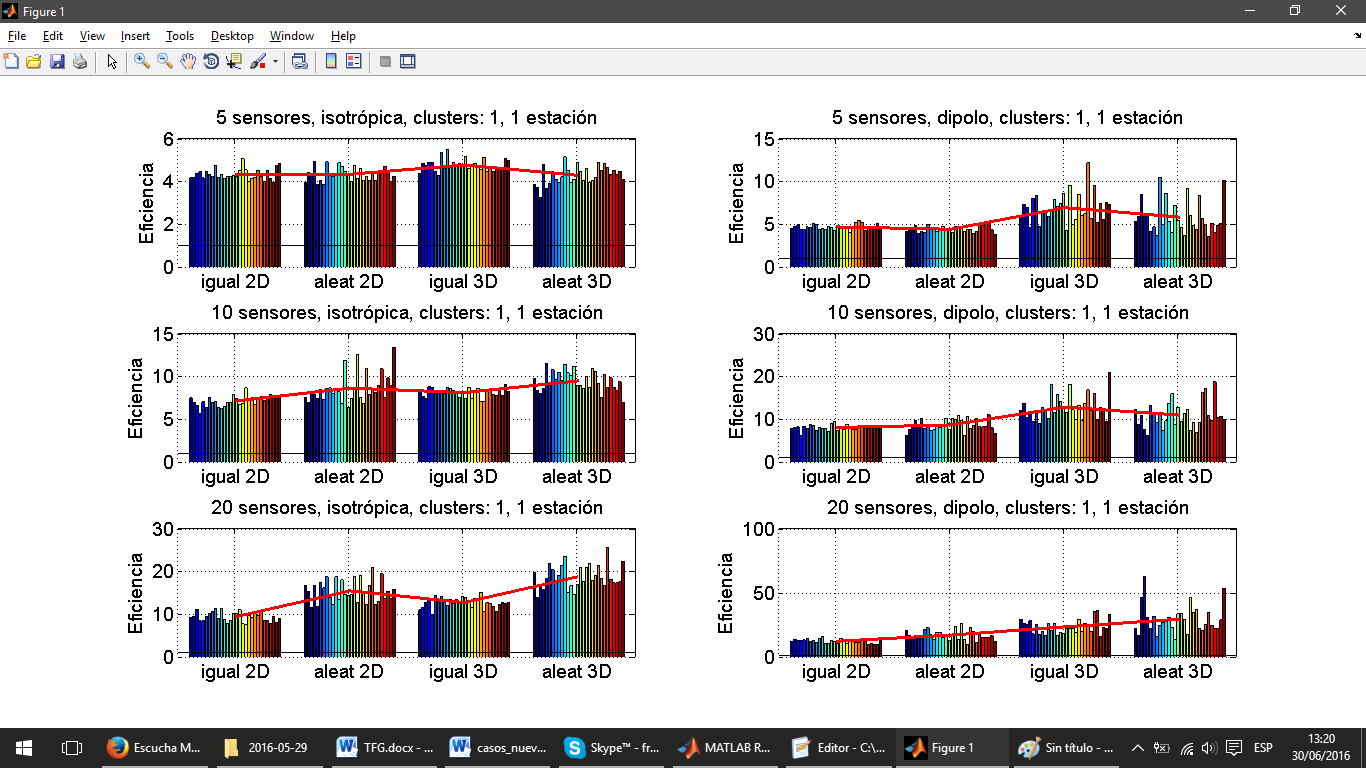 Figure 1
File Edit View Insert Tools Desktop Window Help
5 sensores, isotrópica, clusters: 1, 1 estación
Eficiencia
6
4
2
0
igual 2D aleat 2D igual 3D aleat 3D
5 sensores, dipolo, clusters: 1, 1 estación
Eficiencia
15
10
5
0
igual 2D aleat 2D igual 3D aleat 3D
10 sensores, isotrópica, clusters: 1, 1 estación
Eficiencia
15
10
5
0
igual 2D aleat 2D igual 3D aleat 3D
10 sensores, dipolo, clusters: 1, 1 estación
Eficiencia
30
20
10
0
igual 2D aleat 2D igual 3D aleat 3D
20 sensores, isotrópica, clusters: 1, 1 estación
Eficiencia
30
20
10
0
igual 2D aleat 2D igual 3D aleat 3D
20 sensores, dipolo, clusters: 1, 1 estación
Eficiencia
100
50
0
igual 2D aleat 2D igual 3D aleat 3D
Escucha M... 2016-05-29 TFG.docx - ... casos_nuev... Skype™ - fr... MATLAB R... Editor - C:\... Figure 1 Sin título - ... ESP 13:20
30/06/2016